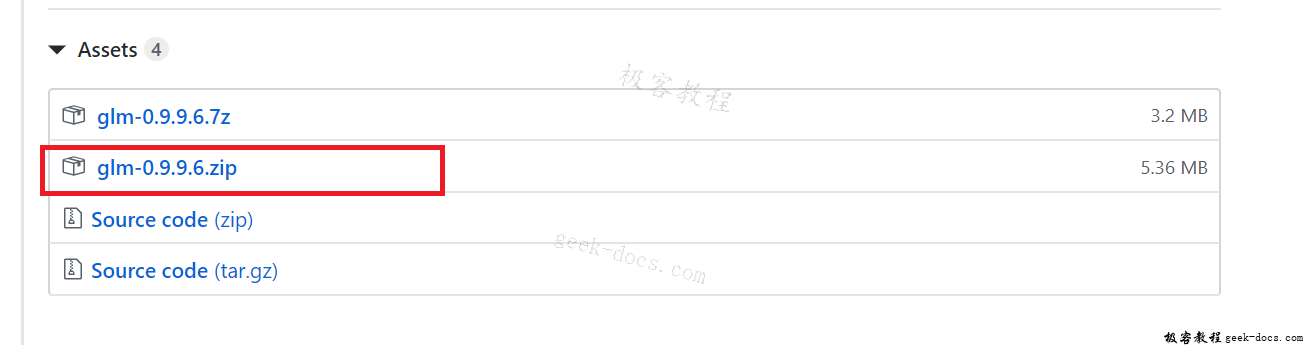 Assets 4
极客教程
glm-0.9.9.6.7z 3.2 MB
glm-0.9.9.6.zip 5.36 MB
Source code (zip)
geek-docs.com
Source code (tar.gz)
极客教程 geek-docs.com